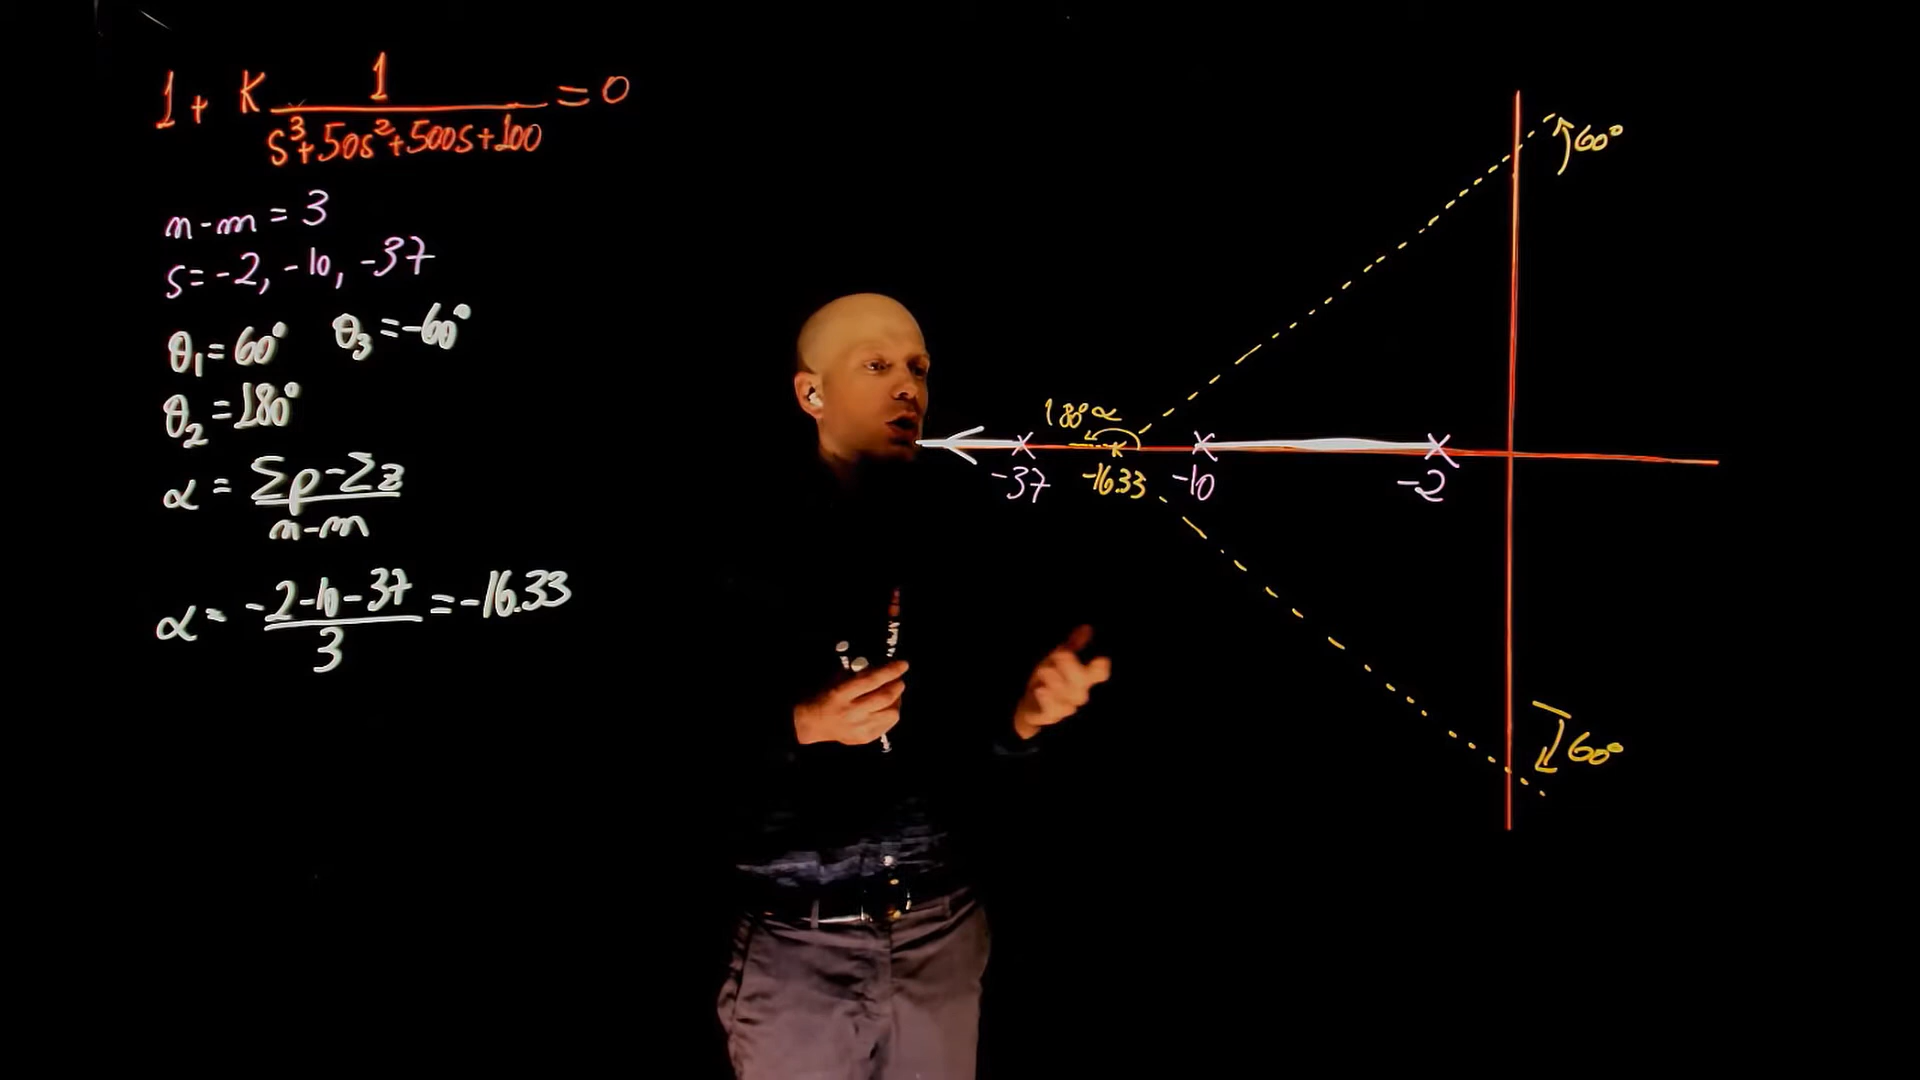 1 + K 1/(s³+50s²+500s+100) = 0
n-m = 3
s = -2, -10, -37
θ₁ = 60° θ₃ = -60°
θ₂ = 180°
α = (Σp - Σz)/(n-m)
α = (-2-10-37)/3 = -16.33
60°
180° α
-37 -16.33 -10 -2
60°